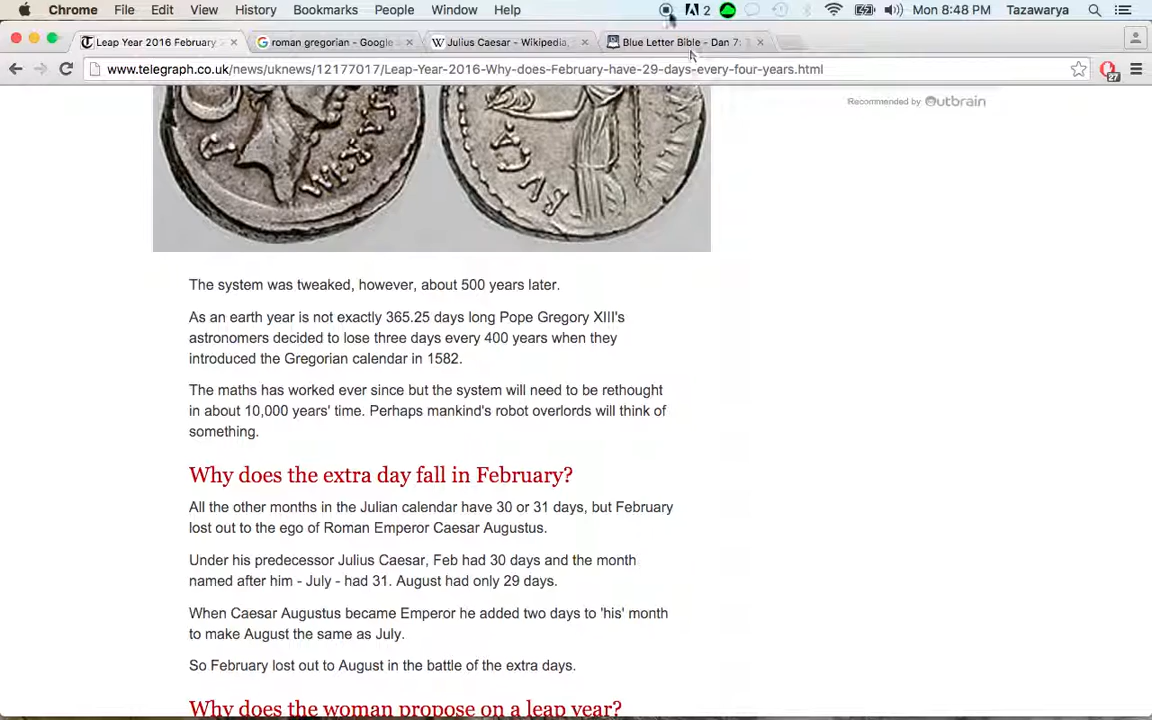 Chrome File Edit View History Bookmarks People Window Help 2 Mon 8:48 PM Tazawarya
Leap Year 2016 February roman gregorian - Google Julius Caesar - Wikipedia, Blue Letter Bible - Dan 7:
www.telegraph.co.uk/news/uknews/12177017/Leap-Year-2016-Why-does-February-have-29-days-every-four-years.html 27
Recommended by Outbrain
The system was tweaked, however, about 500 years later.
As an earth year is not exactly 365.25 days long Pope Gregory XIII's
astronomers decided to lose three days every 400 years when they
introduced the Gregorian calendar in 1582.
The maths has worked ever since but the system will need to be rethought
in about 10,000 years' time. Perhaps mankind's robot overlords will think of
something.
Why does the extra day fall in February?
All the other months in the Julian calendar have 30 or 31 days, but February
lost out to the ego of Roman Emperor Caesar Augustus.
Under his predecessor Julius Caesar, Feb had 30 days and the month
named after him - July - had 31. August had only 29 days.
When Caesar Augustus became Emperor he added two days to 'his' month
to make August the same as July.
So February lost out to August in the battle of the extra days.
Why does the woman propose on a leap year?